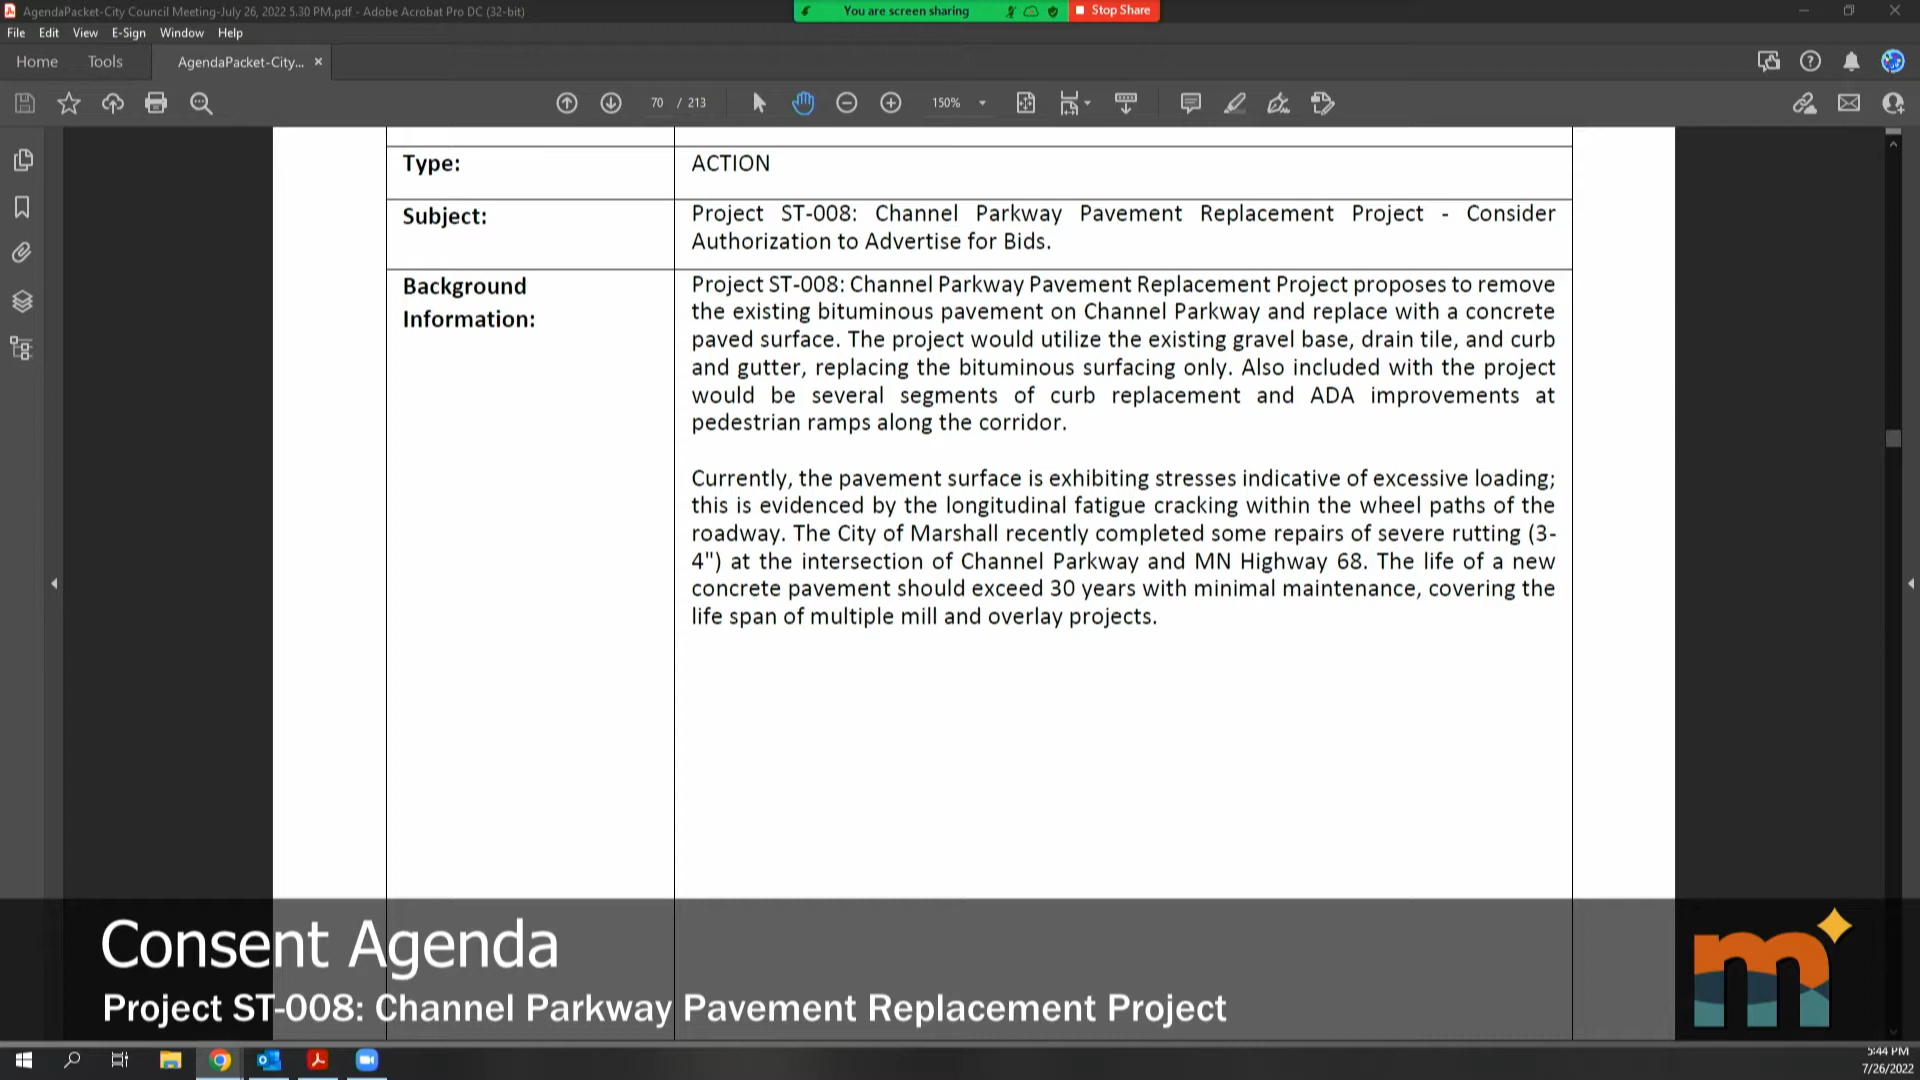 AgendaPacket-City Council Meeting-July 26, 2022 5.30 PM.pdf - Adobe Acrobat Pro DC (32-bit)
You are screen sharing
Stop Share
File Edit View E-Sign Window Help
Home Tools AgendaPacket-City... ×
70 / 213
150%
Type: ACTION
Subject: Project ST-008: Channel Parkway Pavement Replacement Project - Consider
Authorization to Advertise for Bids.
Background
Information:
Project ST-008: Channel Parkway Pavement Replacement Project proposes to remove
the existing bituminous pavement on Channel Parkway and replace with a concrete
paved surface. The project would utilize the existing gravel base, drain tile, and curb
and gutter, replacing the bituminous surfacing only. Also included with the project
would be several segments of curb replacement and ADA improvements at
pedestrian ramps along the corridor.
Currently, the pavement surface is exhibiting stresses indicative of excessive loading;
this is evidenced by the longitudinal fatigue cracking within the wheel paths of the
roadway. The City of Marshall recently completed some repairs of severe rutting (3-
4") at the intersection of Channel Parkway and MN Highway 68. The life of a new
concrete pavement should exceed 30 years with minimal maintenance, covering the
life span of multiple mill and overlay projects.
Consent Agenda
Project ST-008: Channel Parkway Pavement Replacement Project
m
5:44 PM
7/26/2022